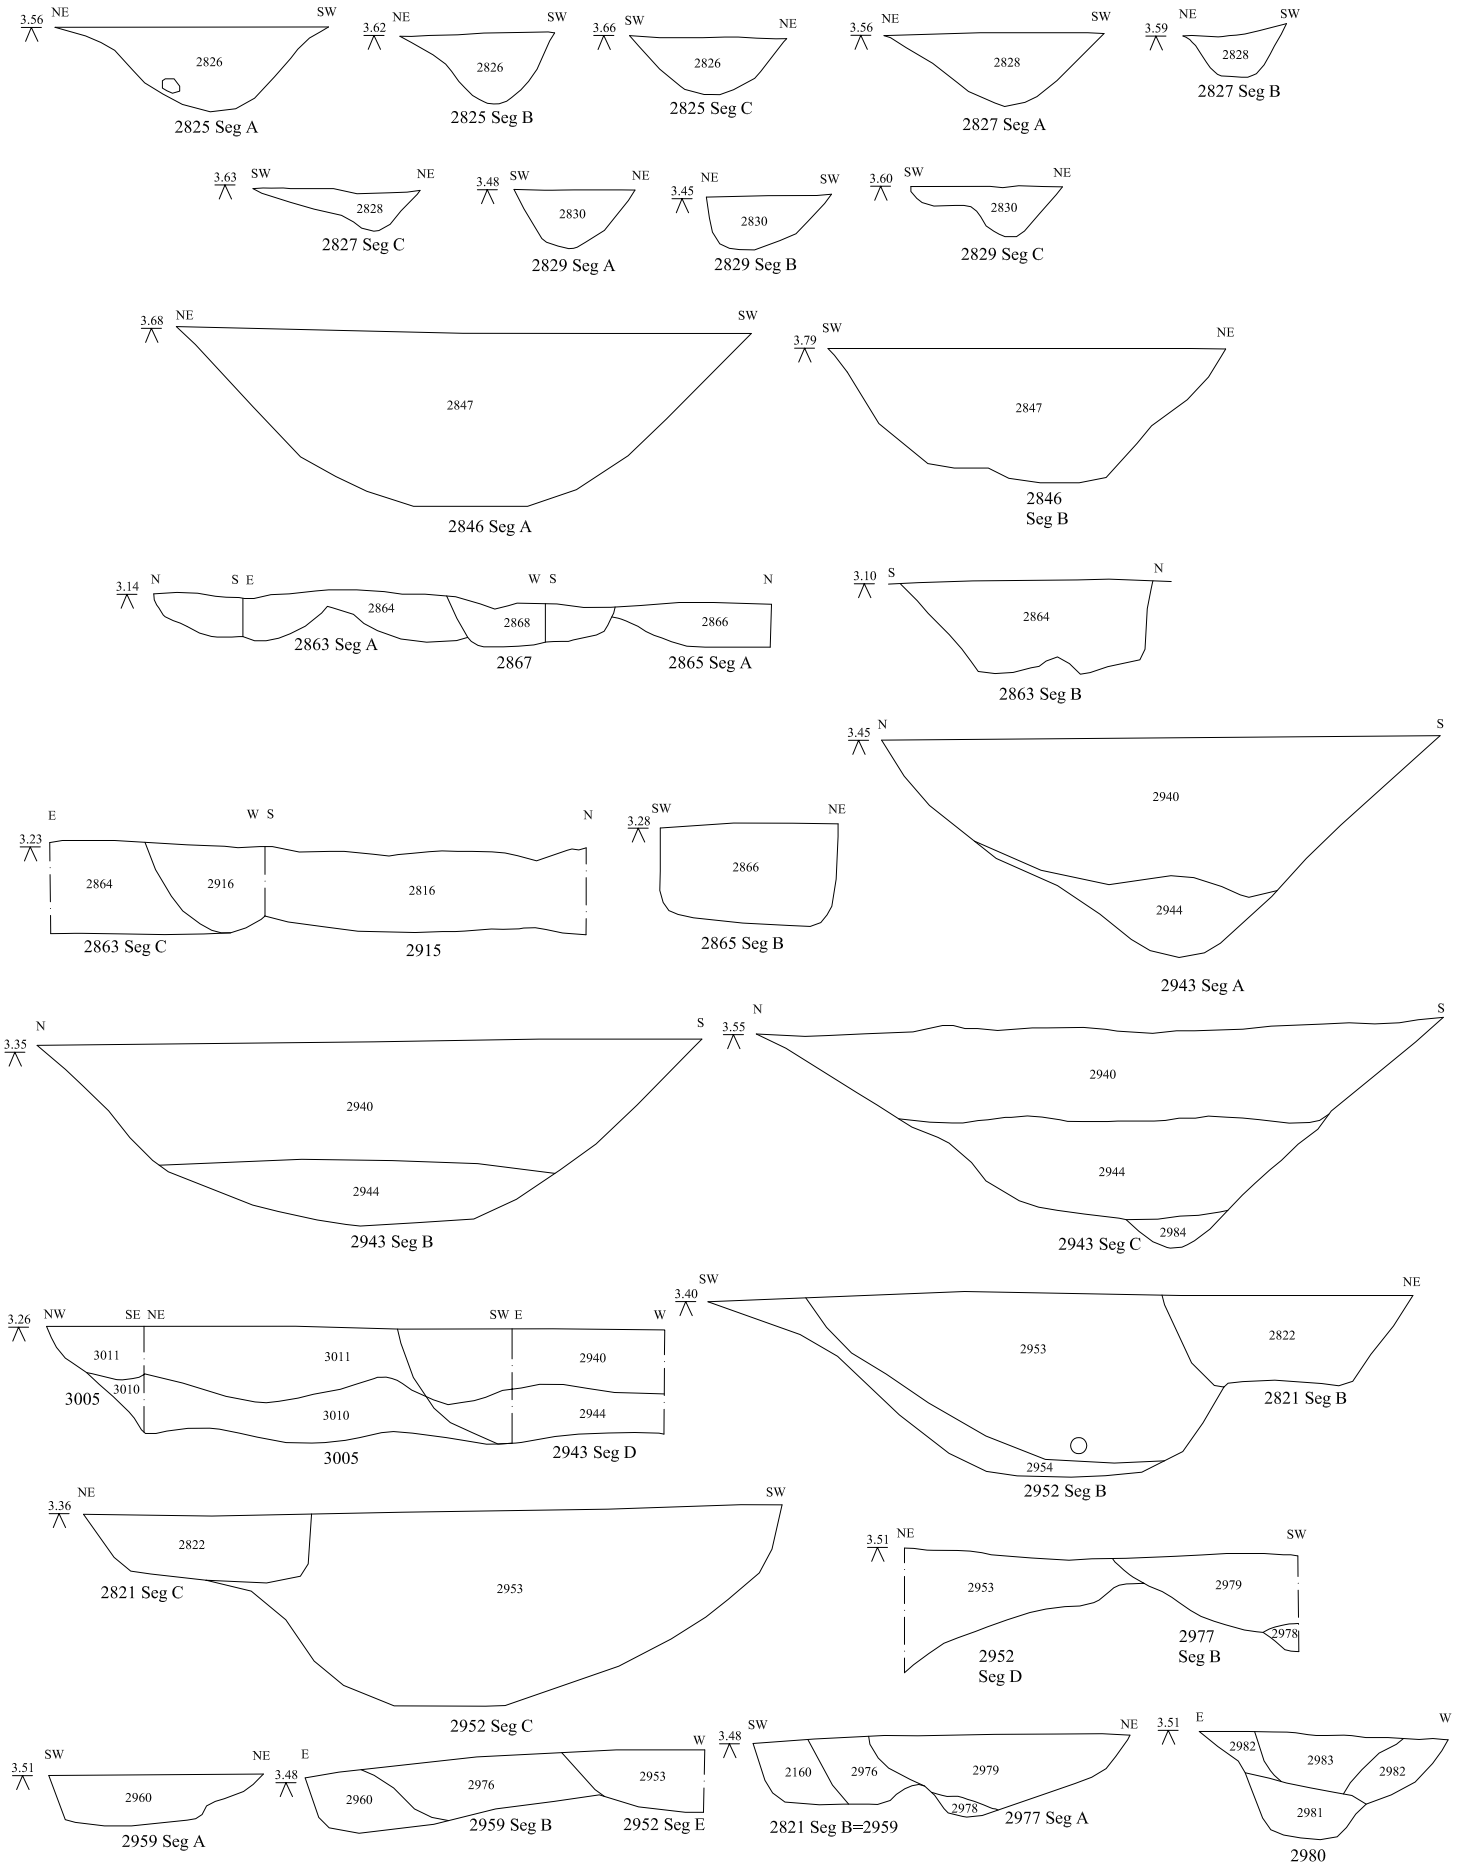 3.56 NE SW 3.62 NE SW 3.66 SW NE 3.56 NE SW 3.59 NE SW
2826 2826 2826 2828 2828
2825 Seg A 2825 Seg B 2825 Seg C 2827 Seg A 2827 Seg B
3.63 SW NE 3.48 SW NE 3.45 NE SW 3.60 SW NE
2828 2830 2830 2830
2827 Seg C 2829 Seg A 2829 Seg B 2829 Seg C
3.68 NE SW 3.79 SW NE
2847 2847
2846 Seg A 2846
Seg B
3.14 N S E W S N 3.10 S N
2864 2868 2866 2864
2863 Seg A 2867 2865 Seg A 2863 Seg B
3.45 N S
2940
2944
2943 Seg A
3.23 E W S N 3.28 SW NE
2864 2916 2816 2866
2863 Seg C 2915 2865 Seg B
3.35 N S 3.55 N S
2940 2940
2944 2944
2984
2943 Seg B 2943 Seg C
3.26 NW SE NE SW E W 3.40 SW NE
3011 3011 2940 2953 2822
3010 3010 2944 2821 Seg B
3005 3005 2943 Seg D 2954
2952 Seg B
3.36 NE SW 3.51 NE SW
2822 2953 2953 2979
2821 Seg C 2978
2952 Seg C 2952
Seg D
2977
Seg B
3.51 SW NE 3.48 E W 3.48 SW NE 3.51 E W
2960 2960 2976 2953 2160 2976 2979 2982 2983 2982
2978 2981
2959 Seg A 2959 Seg B 2952 Seg E 2821 Seg B=2959 2977 Seg A 2980